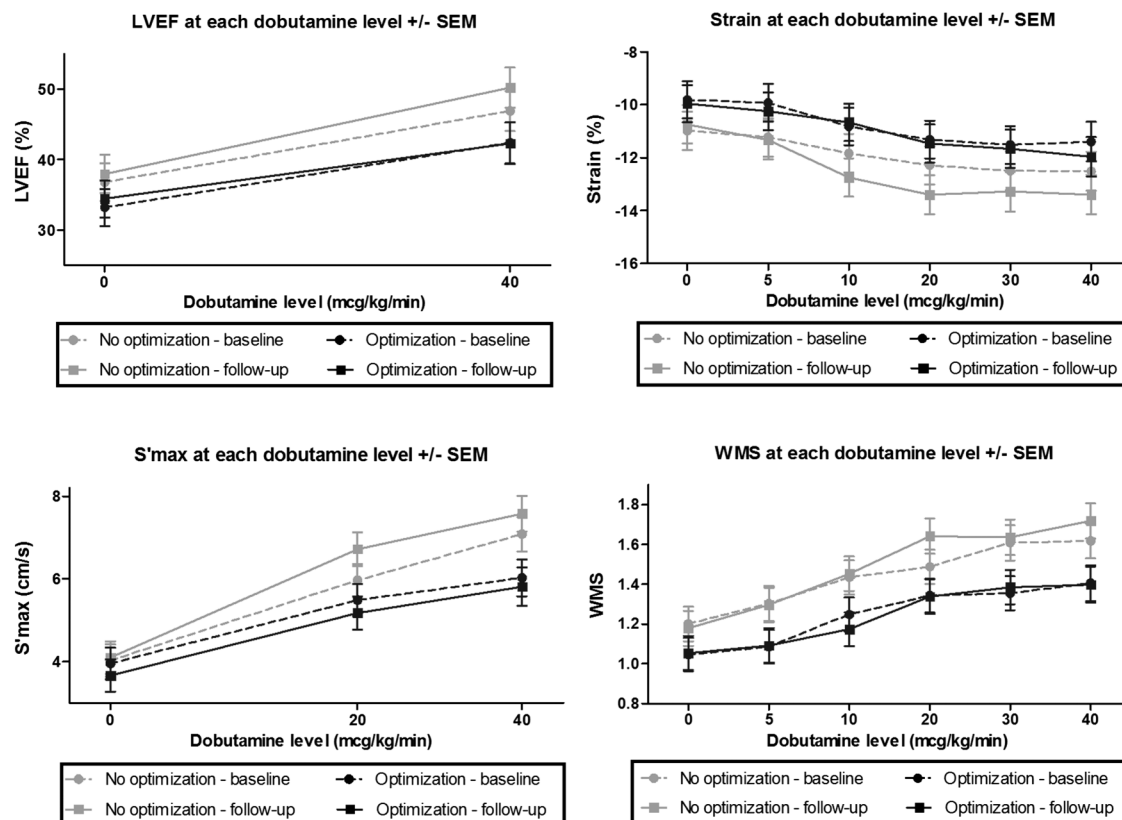 LVEF at each dobutamine level +/- SEM
50
40
30
LVEF (%)
0
40
Dobutamine level (mcg/kg/min)
No optimization - baseline
Optimization - baseline
No optimization - follow-up
Optimization - follow-up
Strain at each dobutamine level +/- SEM
-8
-10
-12
-14
-16
Strain (%)
0
5
10
20
30
40
Dobutamine level (mcg/kg/min)
No optimization - baseline
Optimization - baseline
No optimization - follow-up
Optimization - follow-up
S'max at each dobutamine level +/- SEM
8
6
4
S'max (cm/s)
0
20
40
Dobutamine level (mcg/kg/min)
No optimization - baseline
Optimization - baseline
No optimization - follow-up
Optimization - follow-up
WMS at each dobutamine level +/- SEM
1.8
1.6
1.4
1.2
1.0
0.8
WMS
0
5
10
20
30
40
Dobutamine level (mcg/kg/min)
No optimization - baseline
Optimization - baseline
No optimization - follow-up
Optimization - follow-up